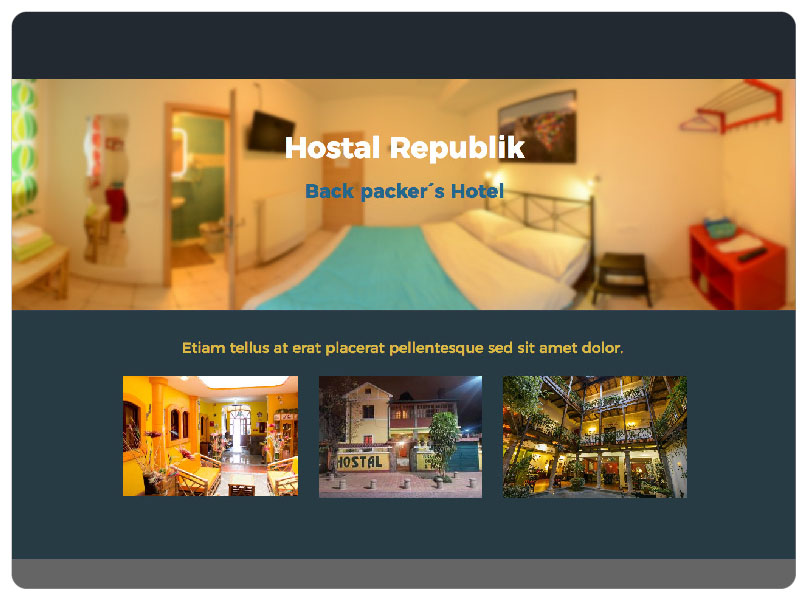 Hostal Republik
Back packer´s Hotel
Etiam tellus at erat placerat pellentesque sed sit amet dolor.
HOSTAL